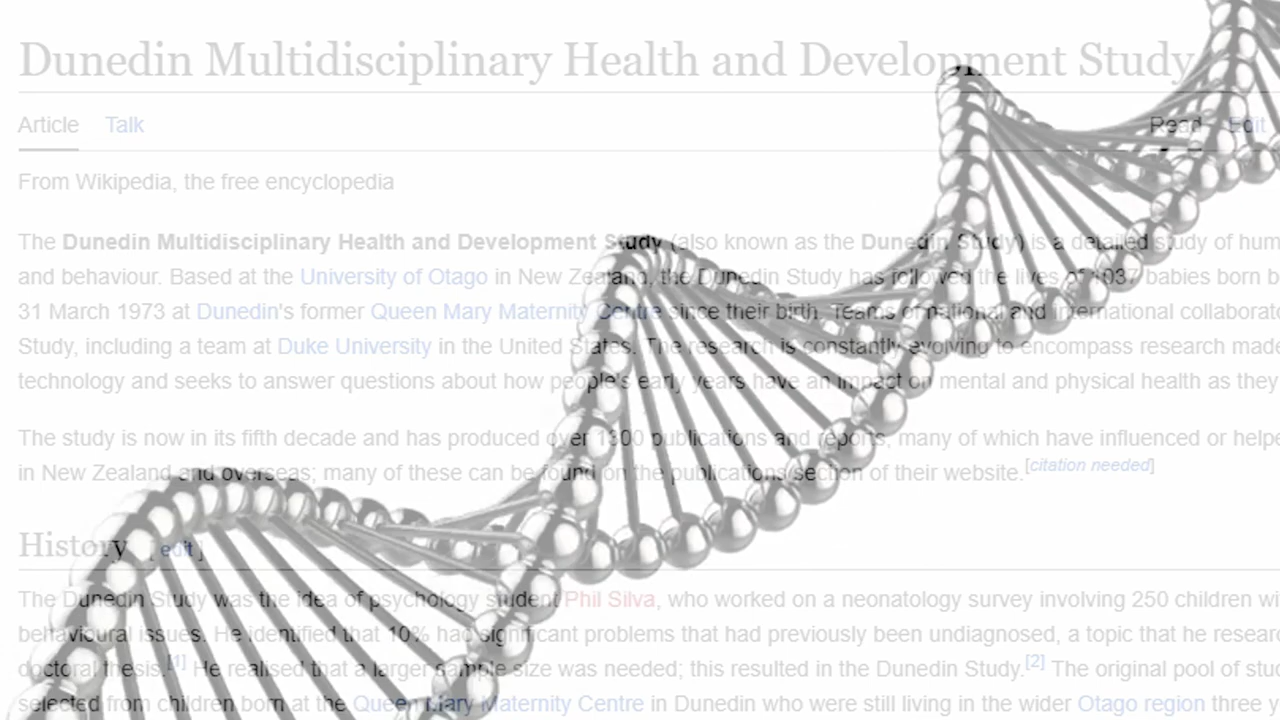 Dunedin Multidisciplinary Health and Development Study
Article Talk Read Edit
From Wikipedia, the free encyclopedia
The Dunedin Multidisciplinary Health and Development Study (also known as the Dunedin Study) is a detailed study of hum
and behaviour. Based at the University of Otago in New Zealand, the Dunedin Study has followed the lives of babies born b
31 March 1973 at Dunedin's former Queen Mary Maternity Centre since their birth. Teams of national and international collaborato
Study, including a team at Duke University in the United States. The research is constantly evolving to encompass research made
technology and seeks to answer questions about how people's early years have an impact on mental and physical health as they
The study is now in its fifth decade and has produced over 1300 publications and reports, many of which have influenced or helpe
in New Zealand and overseas; many of these can be found on the publications section of their website.[citation needed]
History [ edit ]
The Dunedin Study was the idea of psychology student Phil Silva, who worked on a neonatology survey involving 250 children wi
behavioural issues. He identified that 10% had significant problems that had previously been undiagnosed, a topic that he resear
doctoral thesis.[1] He realised that a larger sample size was needed; this resulted in the Dunedin Study.[2] The original pool of stu
selected from children born at the Queen Mary Maternity Centre in Dunedin who were still living in the wider Otago region three y